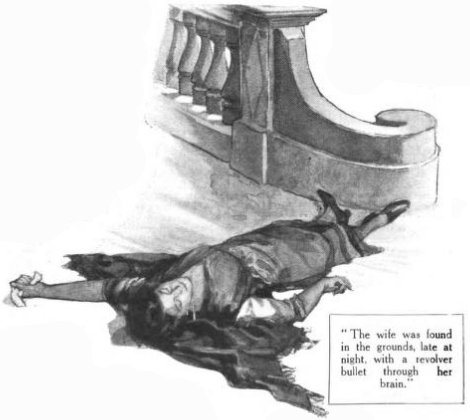 " The wife was found
in the grounds, late at
night, with a revolver
bullet through her
brain."